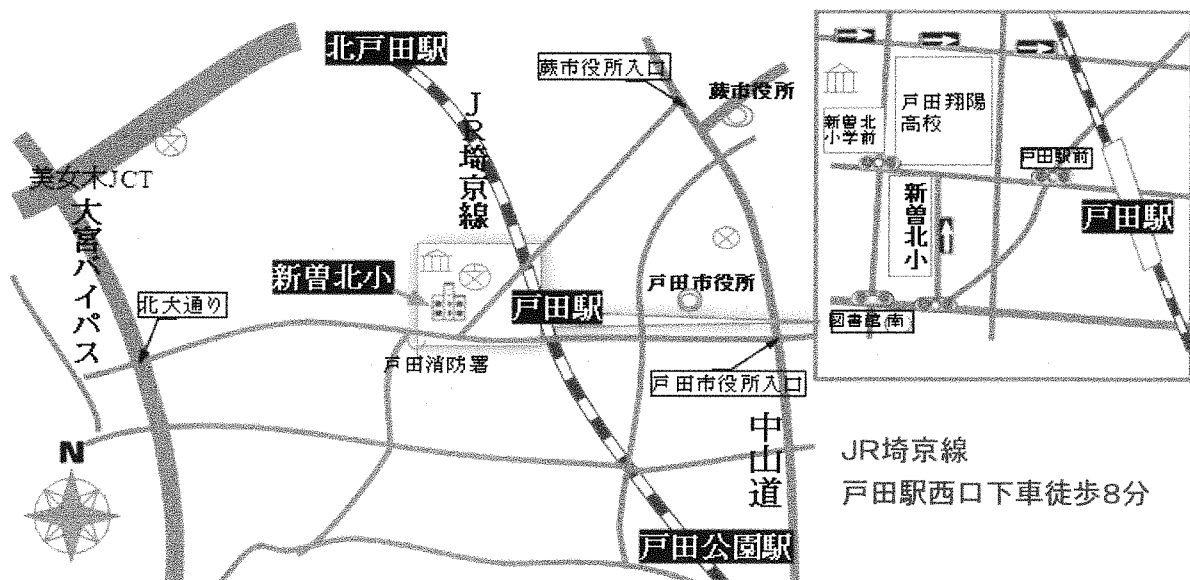 北戸田駅
蕨市役所入口
蕨市役所
JR埼京線
美女木JCT
大宮バイパス
新曽北小
戸田駅
戸田市役所
北大通り
戸田消防署
戸田市役所入口
中山道
N
戸田公園駅
戸田翔陽
高校
新曽北
小学前
戸田駅前
新曽北小
戸田駅
図書館(南)
JR埼京線
戸田駅西口下車徒歩8分